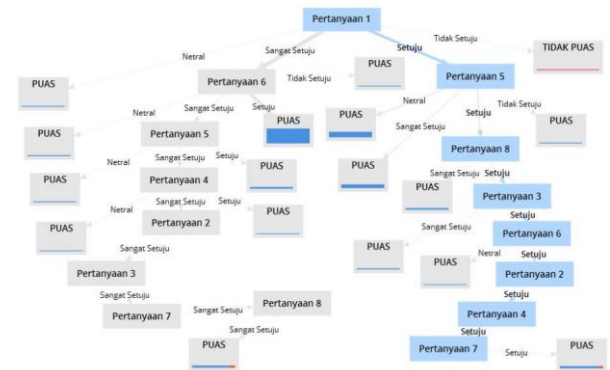 Pertanyaan 1
Netral
Sangat Setuju
Setuju
Tidak Setuju
TIDAK PUAS
PUAS
Pertanyaan 6
Tidak Setuju
PUAS
Pertanyaan 5
Netral
Sangat Setuju
Setuju
PUAS
PUAS
Netral
Sangat Setuju
Setuju
Tidak Setuju
PUAS
Pertanyaan 5
PUAS
Pertanyaan 8
Netral
Sangat Setuju
Setuju
PUAS
PUAS
Sangat Setuju
Setuju
PUAS
Pertanyaan 4
PUAS
Pertanyaan 3
Netral
Sangat Setuju
Setuju
PUAS
Sangat Setuju
Setuju
PUAS
Pertanyaan 2
Pertanyaan 6
Sangat Setuju
PUAS
Netral
Setuju
Pertanyaan 3
PUAS
Pertanyaan 2
Sangat Setuju
Setuju
Pertanyaan 7
Sangat Setuju
Pertanyaan 8
Pertanyaan 4
Sangat Setuju
Setuju
PUAS
Pertanyaan 7
Setuju
PUAS